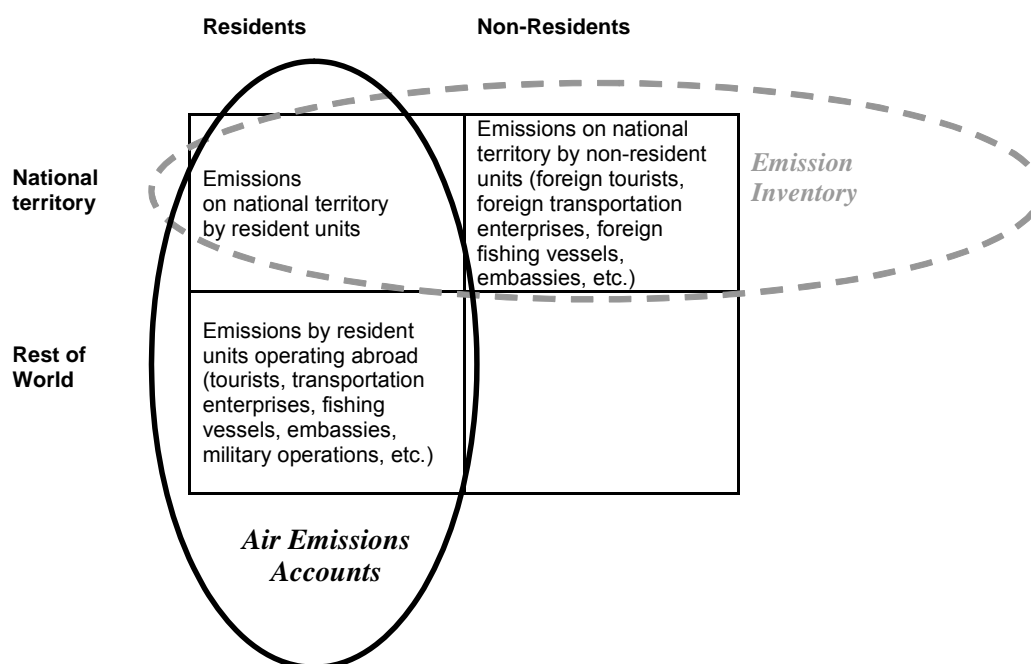 Residents
Non-Residents
National
territory
Emissions
on national territory
by resident units
Emissions on national
territory by non-resident
units (foreign tourists,
foreign transportation
enterprises, foreign
fishing vessels,
embassies, etc.)
Emission
Inventory
Rest of
World
Emissions by resident
units operating abroad
(tourists, transportation
enterprises, fishing
vessels, embassies,
military operations, etc.)
Air Emissions
Accounts